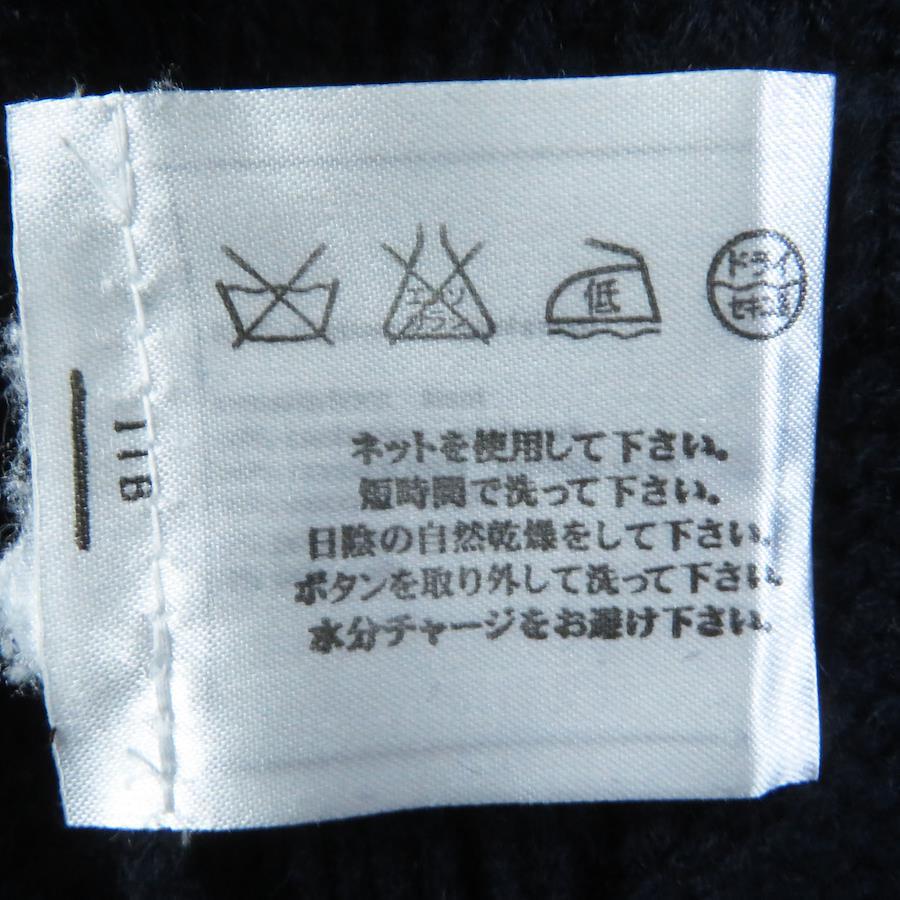 エンソ
サラシ
低
ドライ
セキユ系
ネットを使用して下さい。
短時間で洗って下さい。
日陰の自然乾燥をして下さい。
ボタンを取り外して洗って下さい。
水分チャージをお避け下さい。
11B